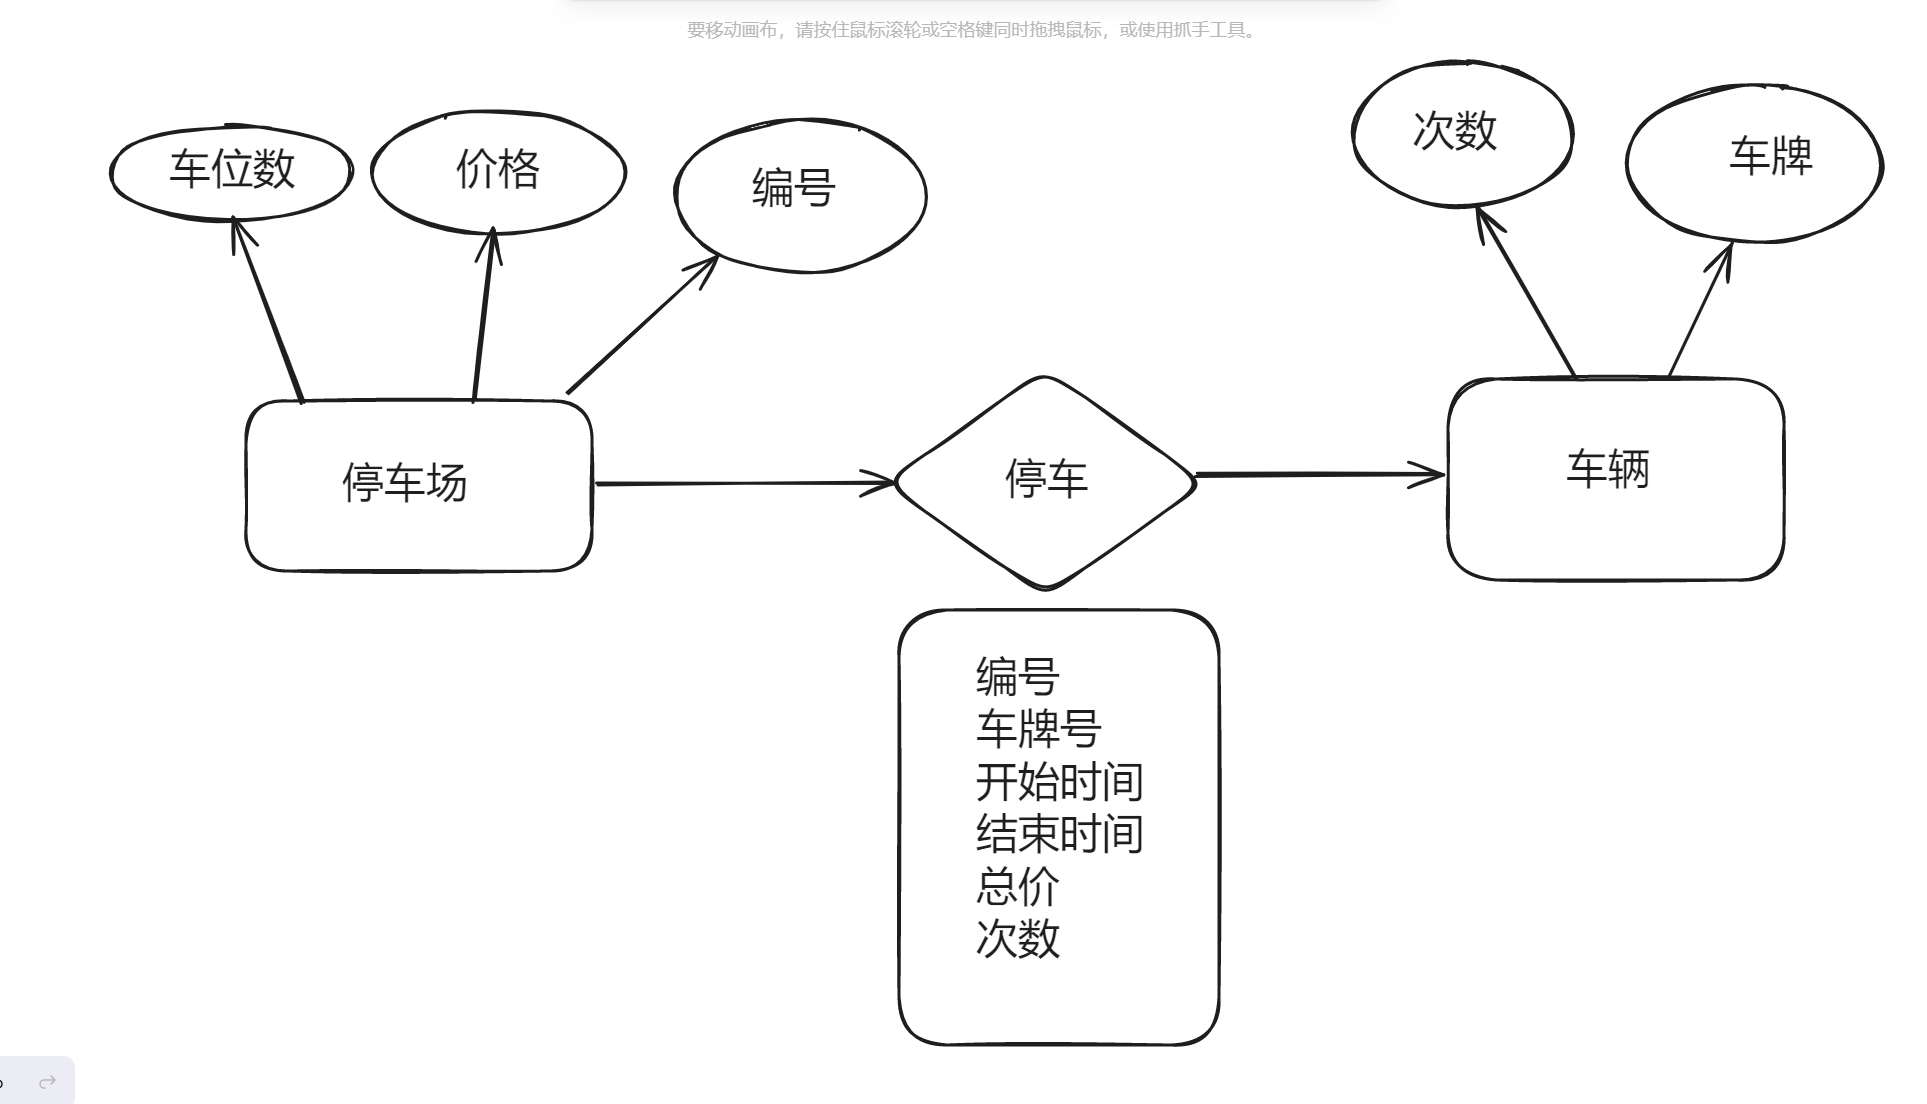 要移动画布，请按住鼠标滚轮或空格键同时拖拽鼠标，或使用抓手工具。
车位数
价格
编号
次数
车牌
停车场
停车
车辆
编号
车牌号
开始时间
结束时间
总价
次数